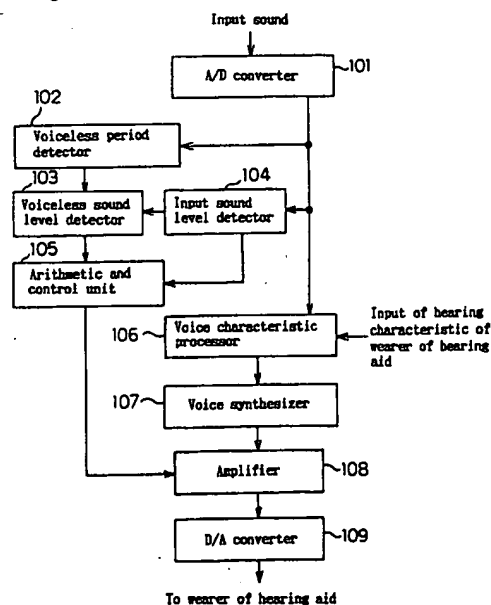 Input sound
A/D converter
101
102
Voiceless period
detector
103
104
Voiceless sound
level detector
Input sound
level detector
105
Arithmetic and
control unit
106
Voice characteristic
processor
Input of hearing
characteristic of
wearer of hearing
aid
107
Voice synthesizer
Amplifier
108
D/A converter
109
To wearer of hearing aid